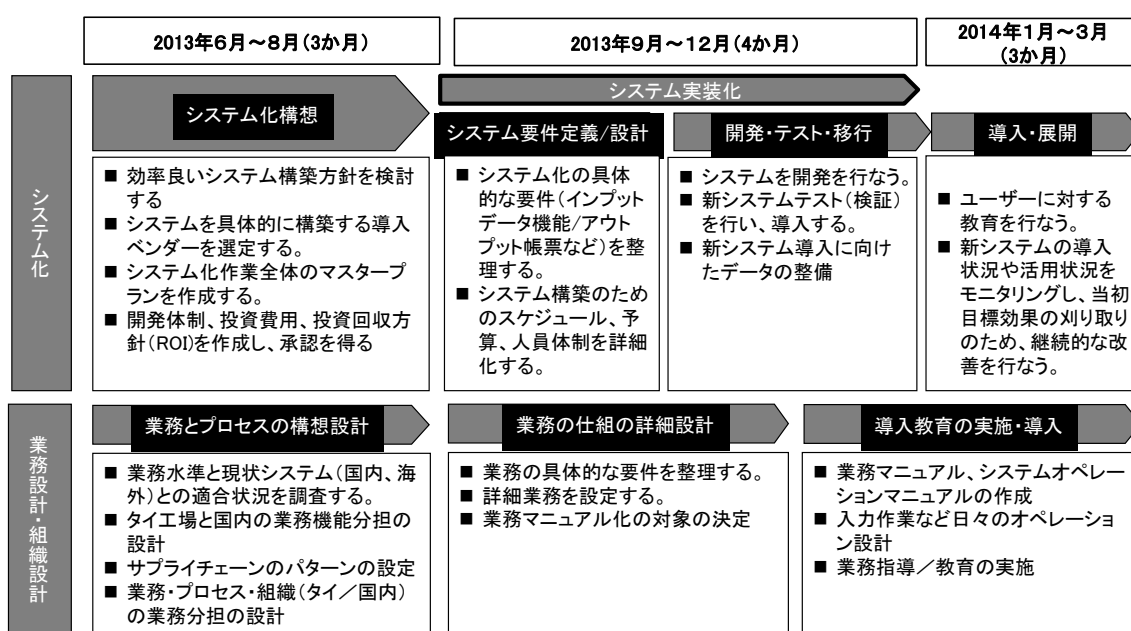 2013年6月～8月(3か月)
2013年9月～12月(4か月)
2014年1月～3月
(3か月)
システム化
システム化構想
■ 効率良いシステム構築方針を検討
する
■ システムを具体的に構築する導入
ベンダーを選定する。
■ システム化作業全体のマスタープ
ランを作成する。
■ 開発体制、投資費用、投資回収方
針(ROI)を作成し、承認を得る
システム実装化
システム要件定義/設計
■ システム化の具体
的な要件(インプット
データ機能/アウト
プット帳票など)を整
理する。
■ システム構築のため
のスケジュール、予
算、人員体制を詳細
化する。
開発・テスト・移行
■ システムを開発を行なう。
■ 新システムテスト(検証)
を行い、導入する。
■ 新システム導入に向け
たデータの整備
導入・展開
■ ユーザーに対する
教育を行なう。
■ 新システムの導入
状況や活用状況を
モニタリングし、当初
目標効果の刈り取り
のため、継続的な改
善を行なう。
業務設計・組織設計
業務とプロセスの構想設計
■ 業務水準と現状システム(国内、海
外)との適合状況を調査する。
■ タイ工場と国内の業務機能分担の
設計
■ サプライチェーンのパターンの設定
■ 業務・プロセス・組織(タイ／国内)
の業務分担の設計
業務の仕組の詳細設計
■ 業務の具体的な要件を整理する。
■ 詳細業務を設定する。
■ 業務マニュアル化の対象の決定
導入教育の実施・導入
■ 業務マニュアル、システムオペレー
ションマニュアルの作成
■ 入力作業など日々のオペレーショ
ン設計
■ 業務指導／教育の実施